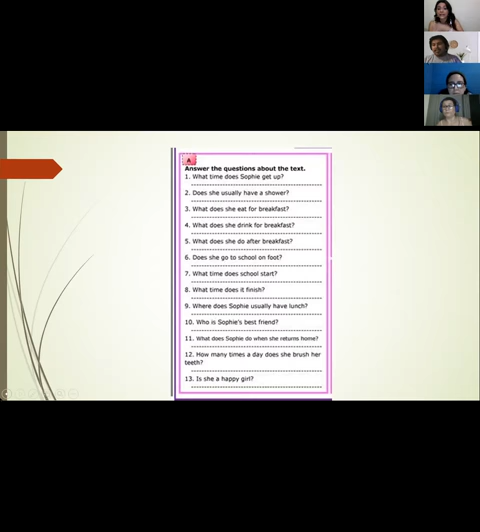 A
Answer the questions about the text.
1. What time does Sophie get up?
2. Does she usually have a shower?
3. What does she eat for breakfast?
4. What does she drink for breakfast?
5. What does she do after breakfast?
6. Does she go to school on foot?
7. What time does school start?
8. What time does it finish?
9. Where does Sophie usually have lunch?
10. Who is Sophie's best friend?
11. What does Sophie do when she returns home?
12. How many times a day does she brush her
teeth?
13. Is she a happy girl?